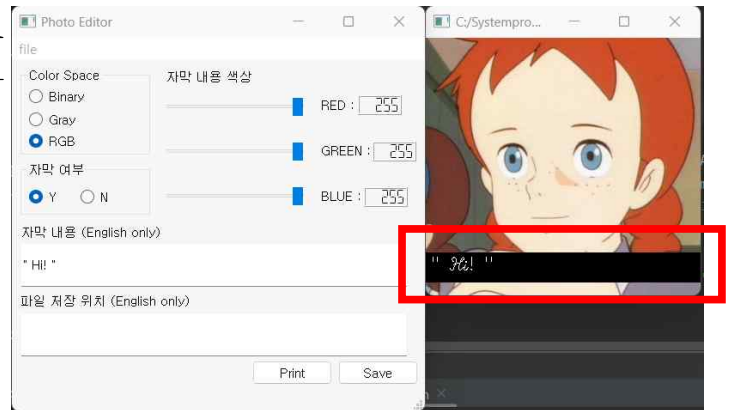 Photo Editor
C:/Systempro...
file
Color Space
Binary
Gray
RGB
자막 내용 색상
RED : 255
GREEN : 255
BLUE : 255
자막 여부
Y N
자막 내용 (English only)
" Hi! "
" Hi! "
파일 저장 위치 (English only)
Print Save